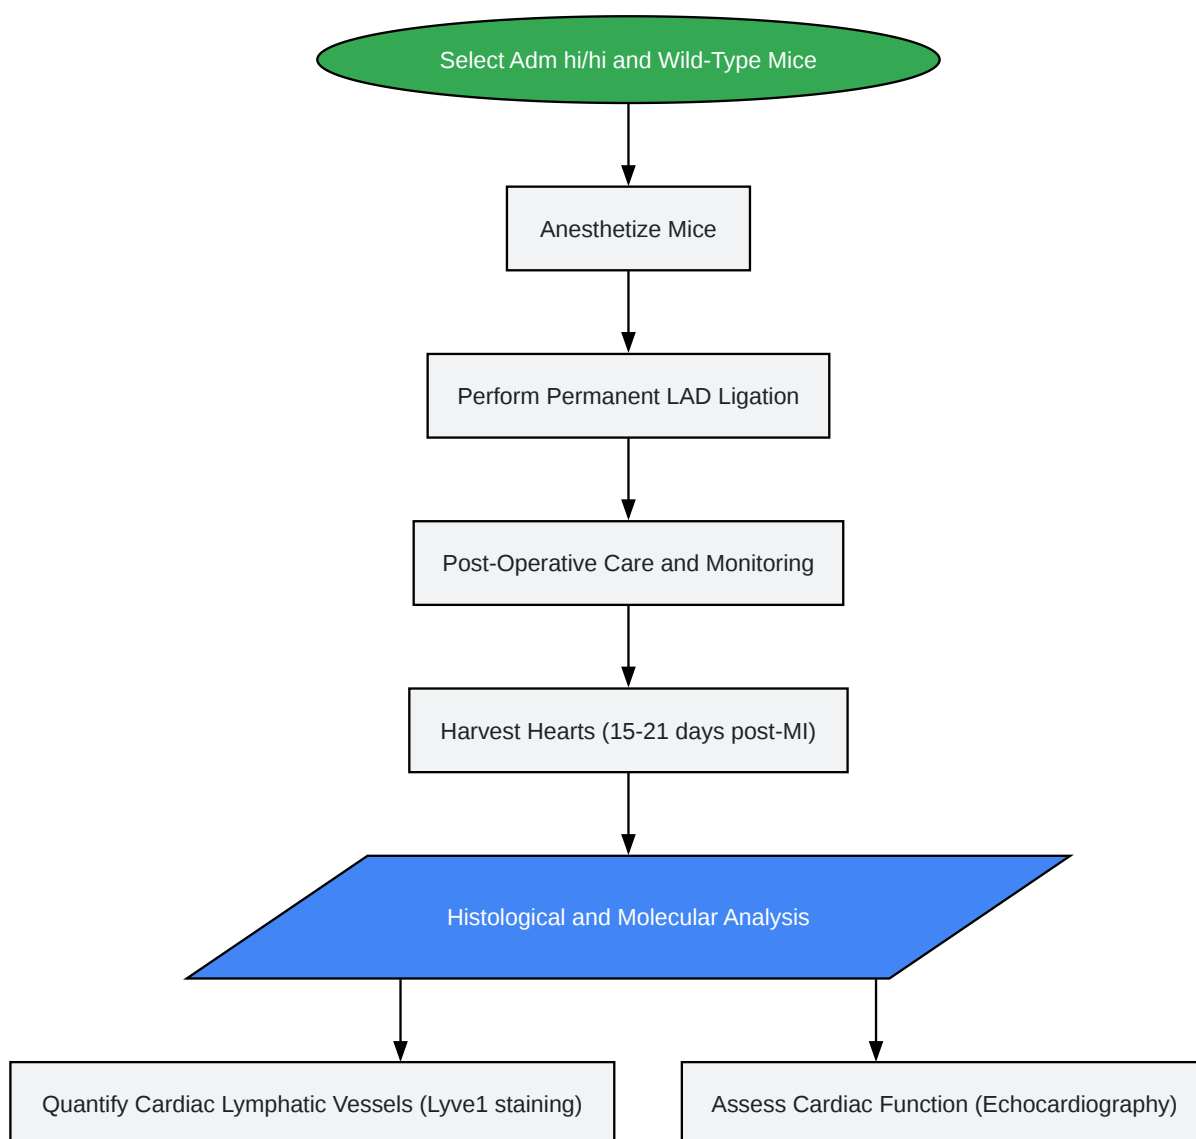 Select Adm hi/hi and Wild-Type Mice
Anesthetize Mice
Perform Permanent LAD Ligation
Post-Operative Care and Monitoring
Harvest Hearts (15-21 days post-MI)
Histological and Molecular Analysis
Quantify Cardiac Lymphatic Vessels (Lyve1 staining)
Assess Cardiac Function (Echocardiography)